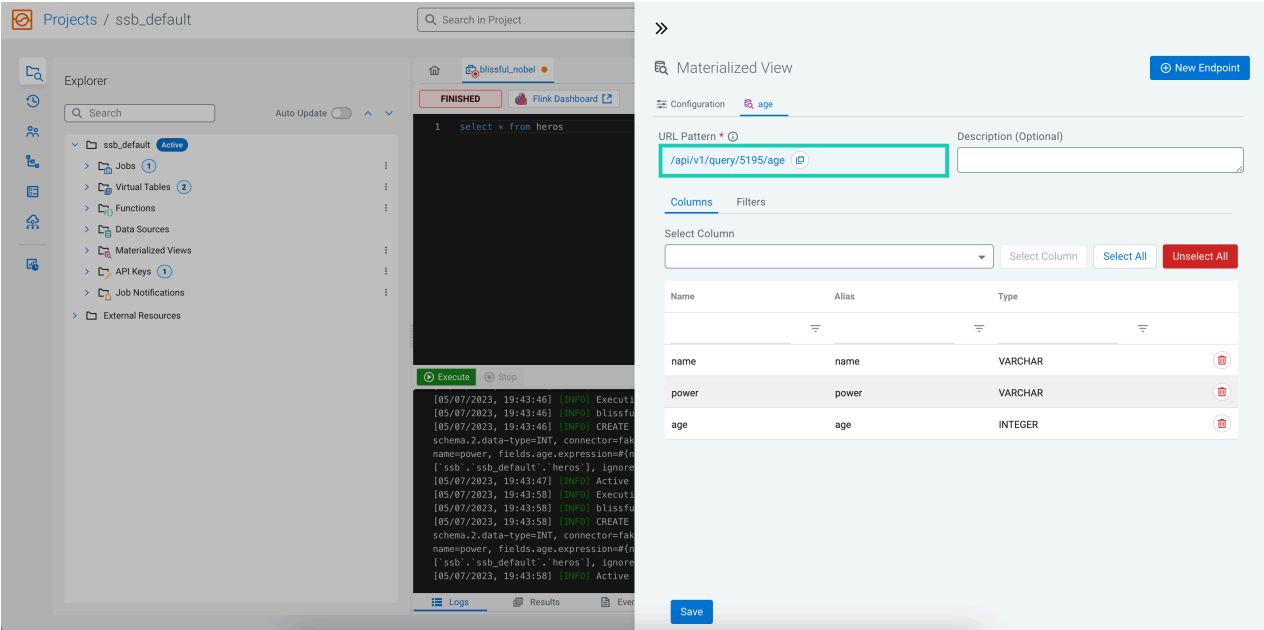 Projects / ssb_default
Search in Project
Explorer
Search
Auto Update
ssb_default Active
Jobs 1
Virtual Tables 2
Functions
Data Sources
Materialized Views
API Keys 1
Job Notifications
External Resources
blissful_nobel
FINISHED
Flink Dashboard
1 select * from heros
Execute
Stop
[05/07/2023, 19:43:46] [INFO] Executi
[05/07/2023, 19:43:46] [INFO] blissfu
[05/07/2023, 19:43:46] [INFO] CREATE
schema.2.data-type=INT, connector=fak
name=power, fields.age.expression=#{n
[`ssb`.`ssb_default`.`heros`], ignore
[05/07/2023, 19:43:47] [INFO] Active
[05/07/2023, 19:43:58] [INFO] Executi
[05/07/2023, 19:43:58] [INFO] blissfu
[05/07/2023, 19:43:58] [INFO] CREATE
schema.2.data-type=INT, connector=fak
name=power, fields.age.expression=#{n
[`ssb`.`ssb_default`.`heros`], ignore
[05/07/2023, 19:43:58] [INFO] Active
Logs
Results
Ever
Materialized View
New Endpoint
Configuration
age
URL Pattern *
Description (Optional)
/api/v1/query/5195/age
Columns
Filters
Select Column
Select Column
Select All
Unselect All
Name Alias Type
name name VARCHAR
power power VARCHAR
age age INTEGER
Save